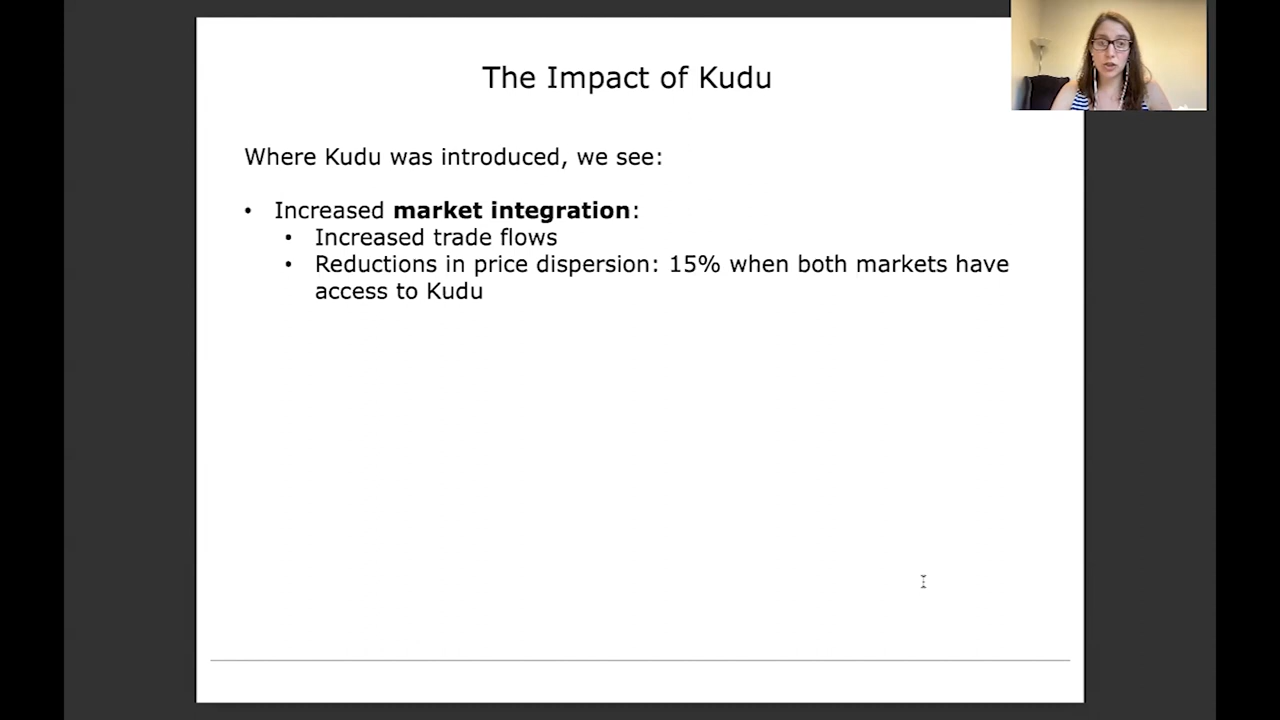 The Impact of Kudu
Where Kudu was introduced, we see:
• Increased market integration:
• Increased trade flows
• Reductions in price dispersion: 15% when both markets have
access to Kudu